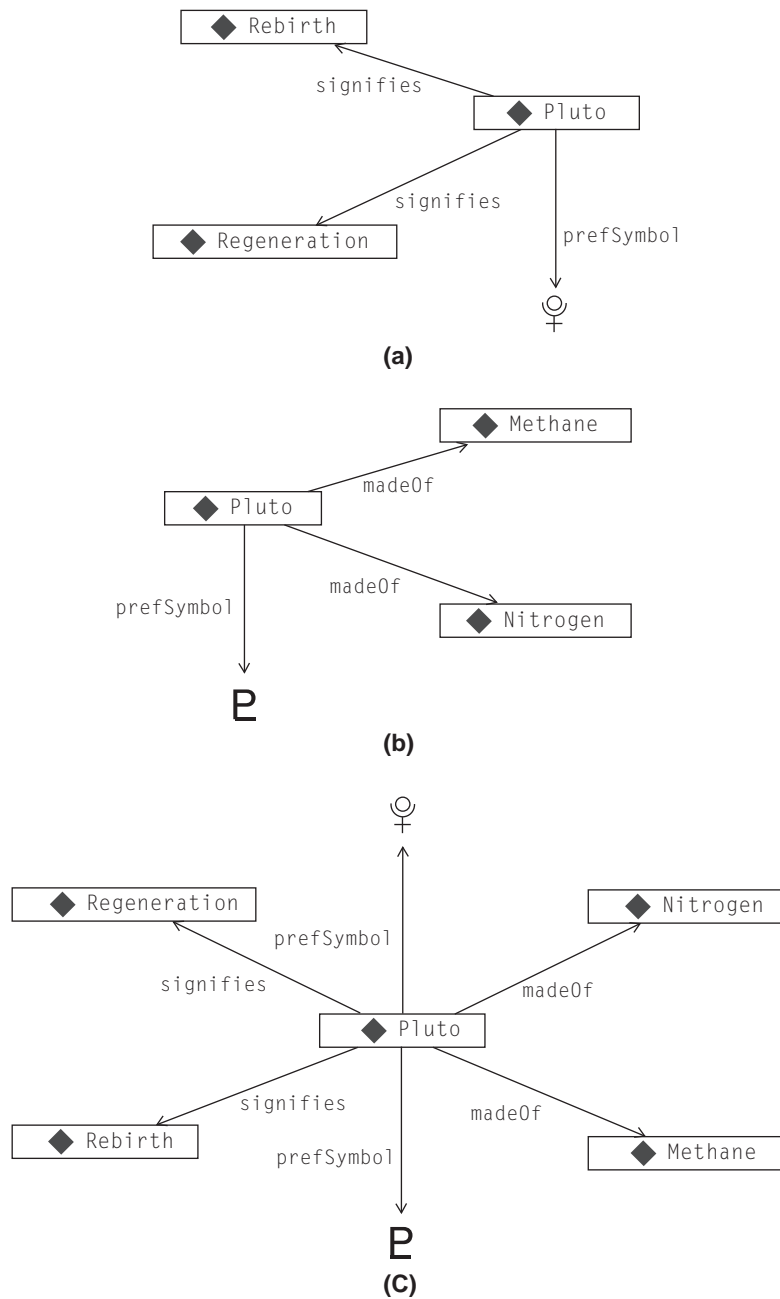 Rebirth
signifies
Pluto
signifies
Regeneration
prefSymbol
♇
(a)
Methane
madeOf
Pluto
madeOf
prefSymbol
Nitrogen
♇
(b)
Regeneration
Nitrogen
prefSymbol
signifies
madeOf
Pluto
signifies
madeOf
Rebirth
prefSymbol
Methane
♇
(C)